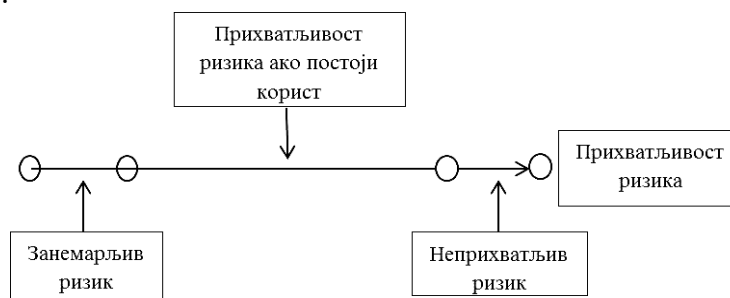 Прихватљивост
ризика ако постоји
корист
Прихватљивост
ризика
Занемарљив
ризик
Неприхватљив
ризик